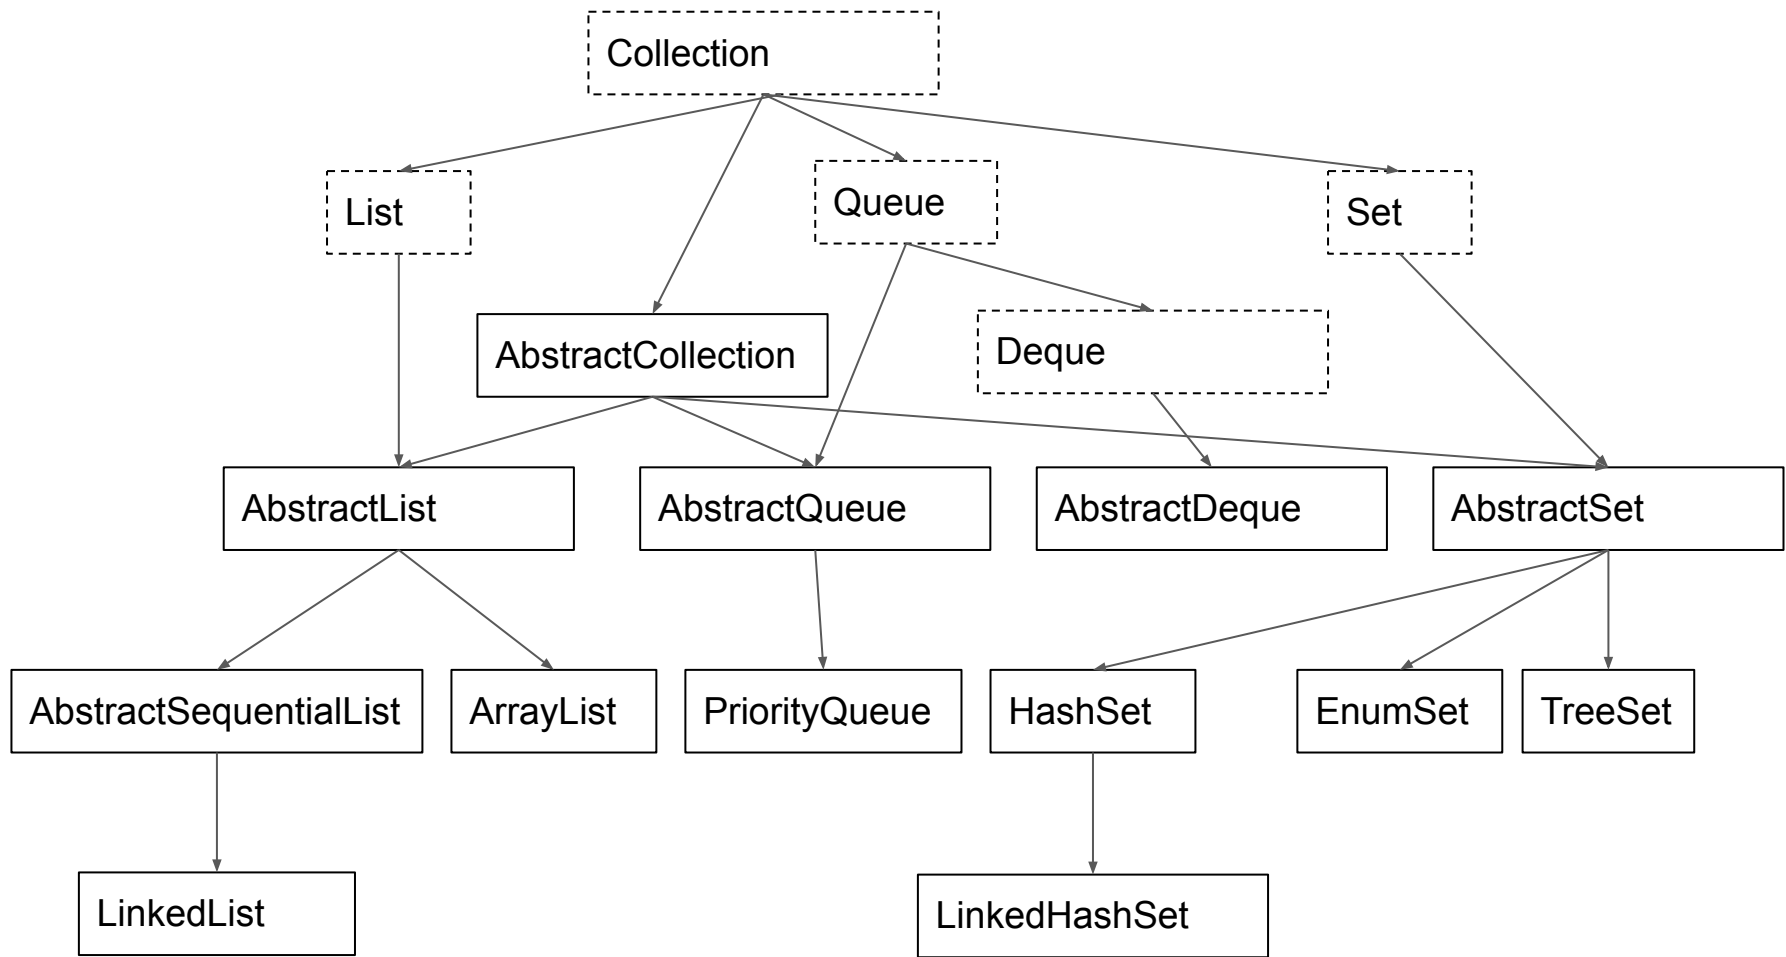 Collection
List
Queue
Set
AbstractCollection
Deque
AbstractList
AbstractQueue
AbstractDeque
AbstractSet
AbstractSequentialList
ArrayList
PriorityQueue
HashSet
EnumSet
TreeSet
LinkedList
LinkedHashSet